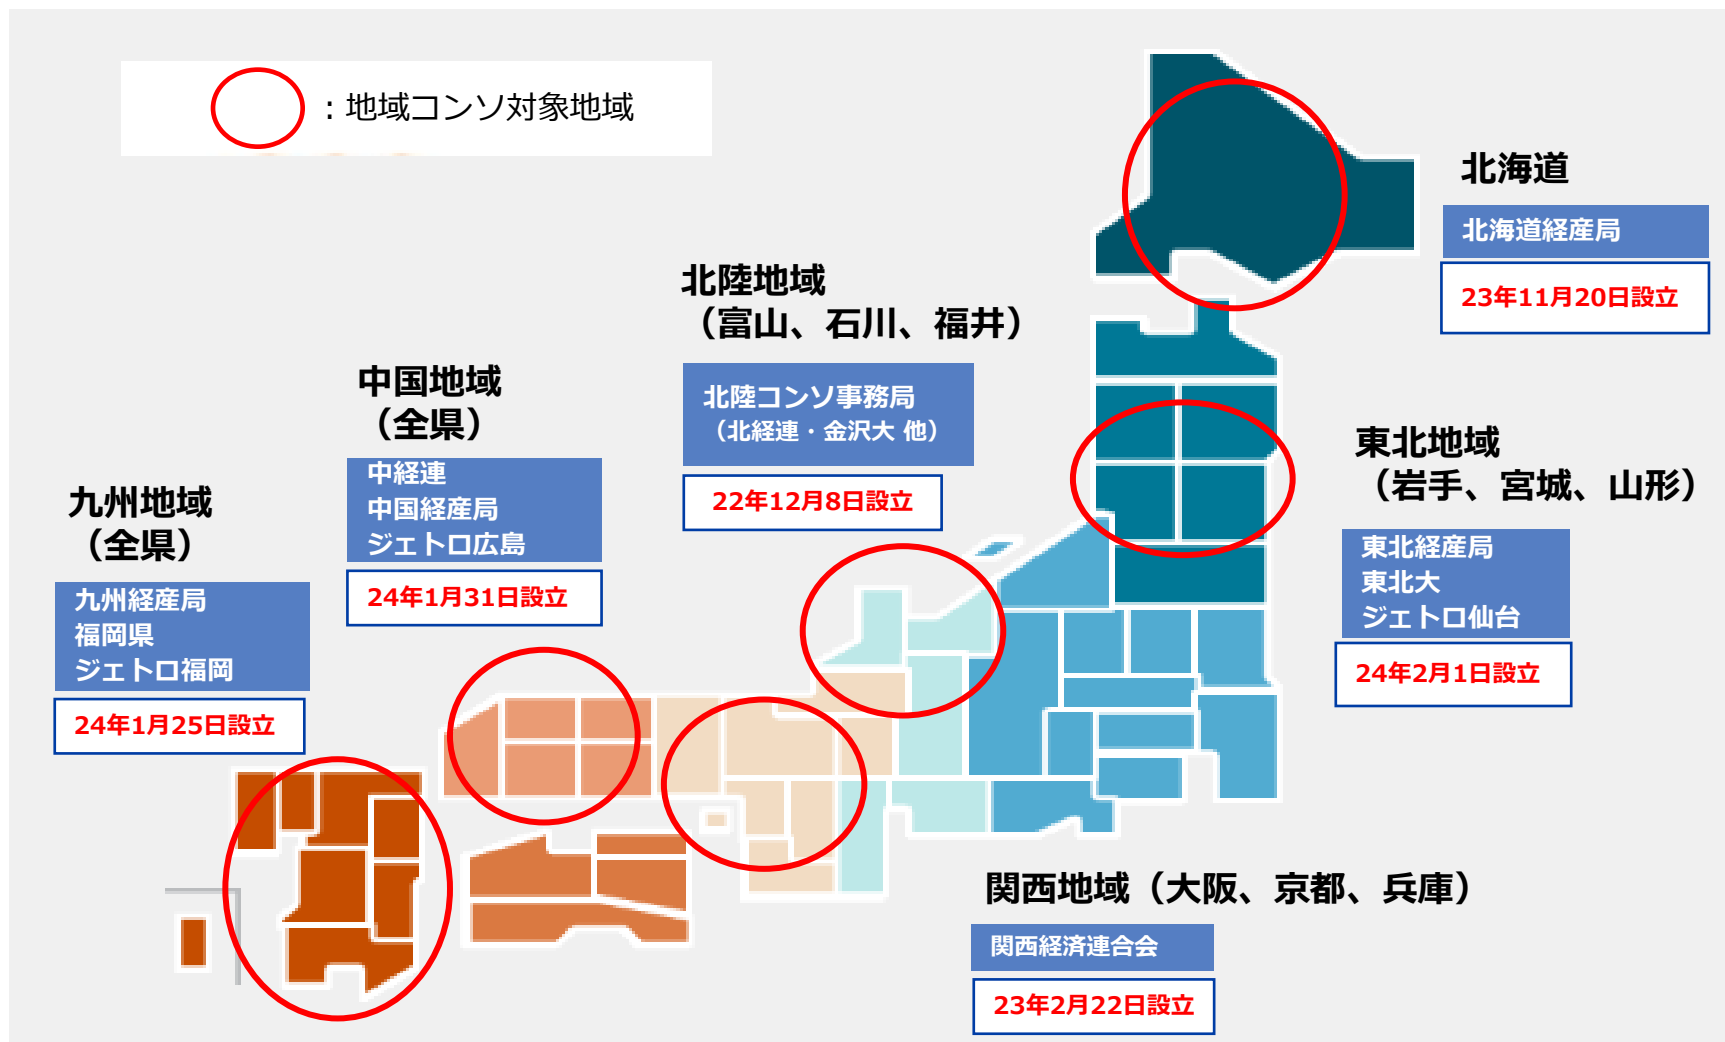 ：地域コンソ対象地域
北海道
北海道経産局
23年11月20日設立
北陸地域
（富山、石川、福井）
北陸コンソ事務局
（北経連・金沢大 他）
22年12月8日設立
中国地域
（全県）
中経連
中国経産局
ジェトロ広島
24年1月31日設立
東北地域
（岩手、宮城、山形）
東北経産局
東北大
ジェトロ仙台
24年2月1日設立
九州地域
（全県）
九州経産局
福岡県
ジェトロ福岡
24年1月25日設立
関西地域（大阪、京都、兵庫）
関西経済連合会
23年2月22日設立